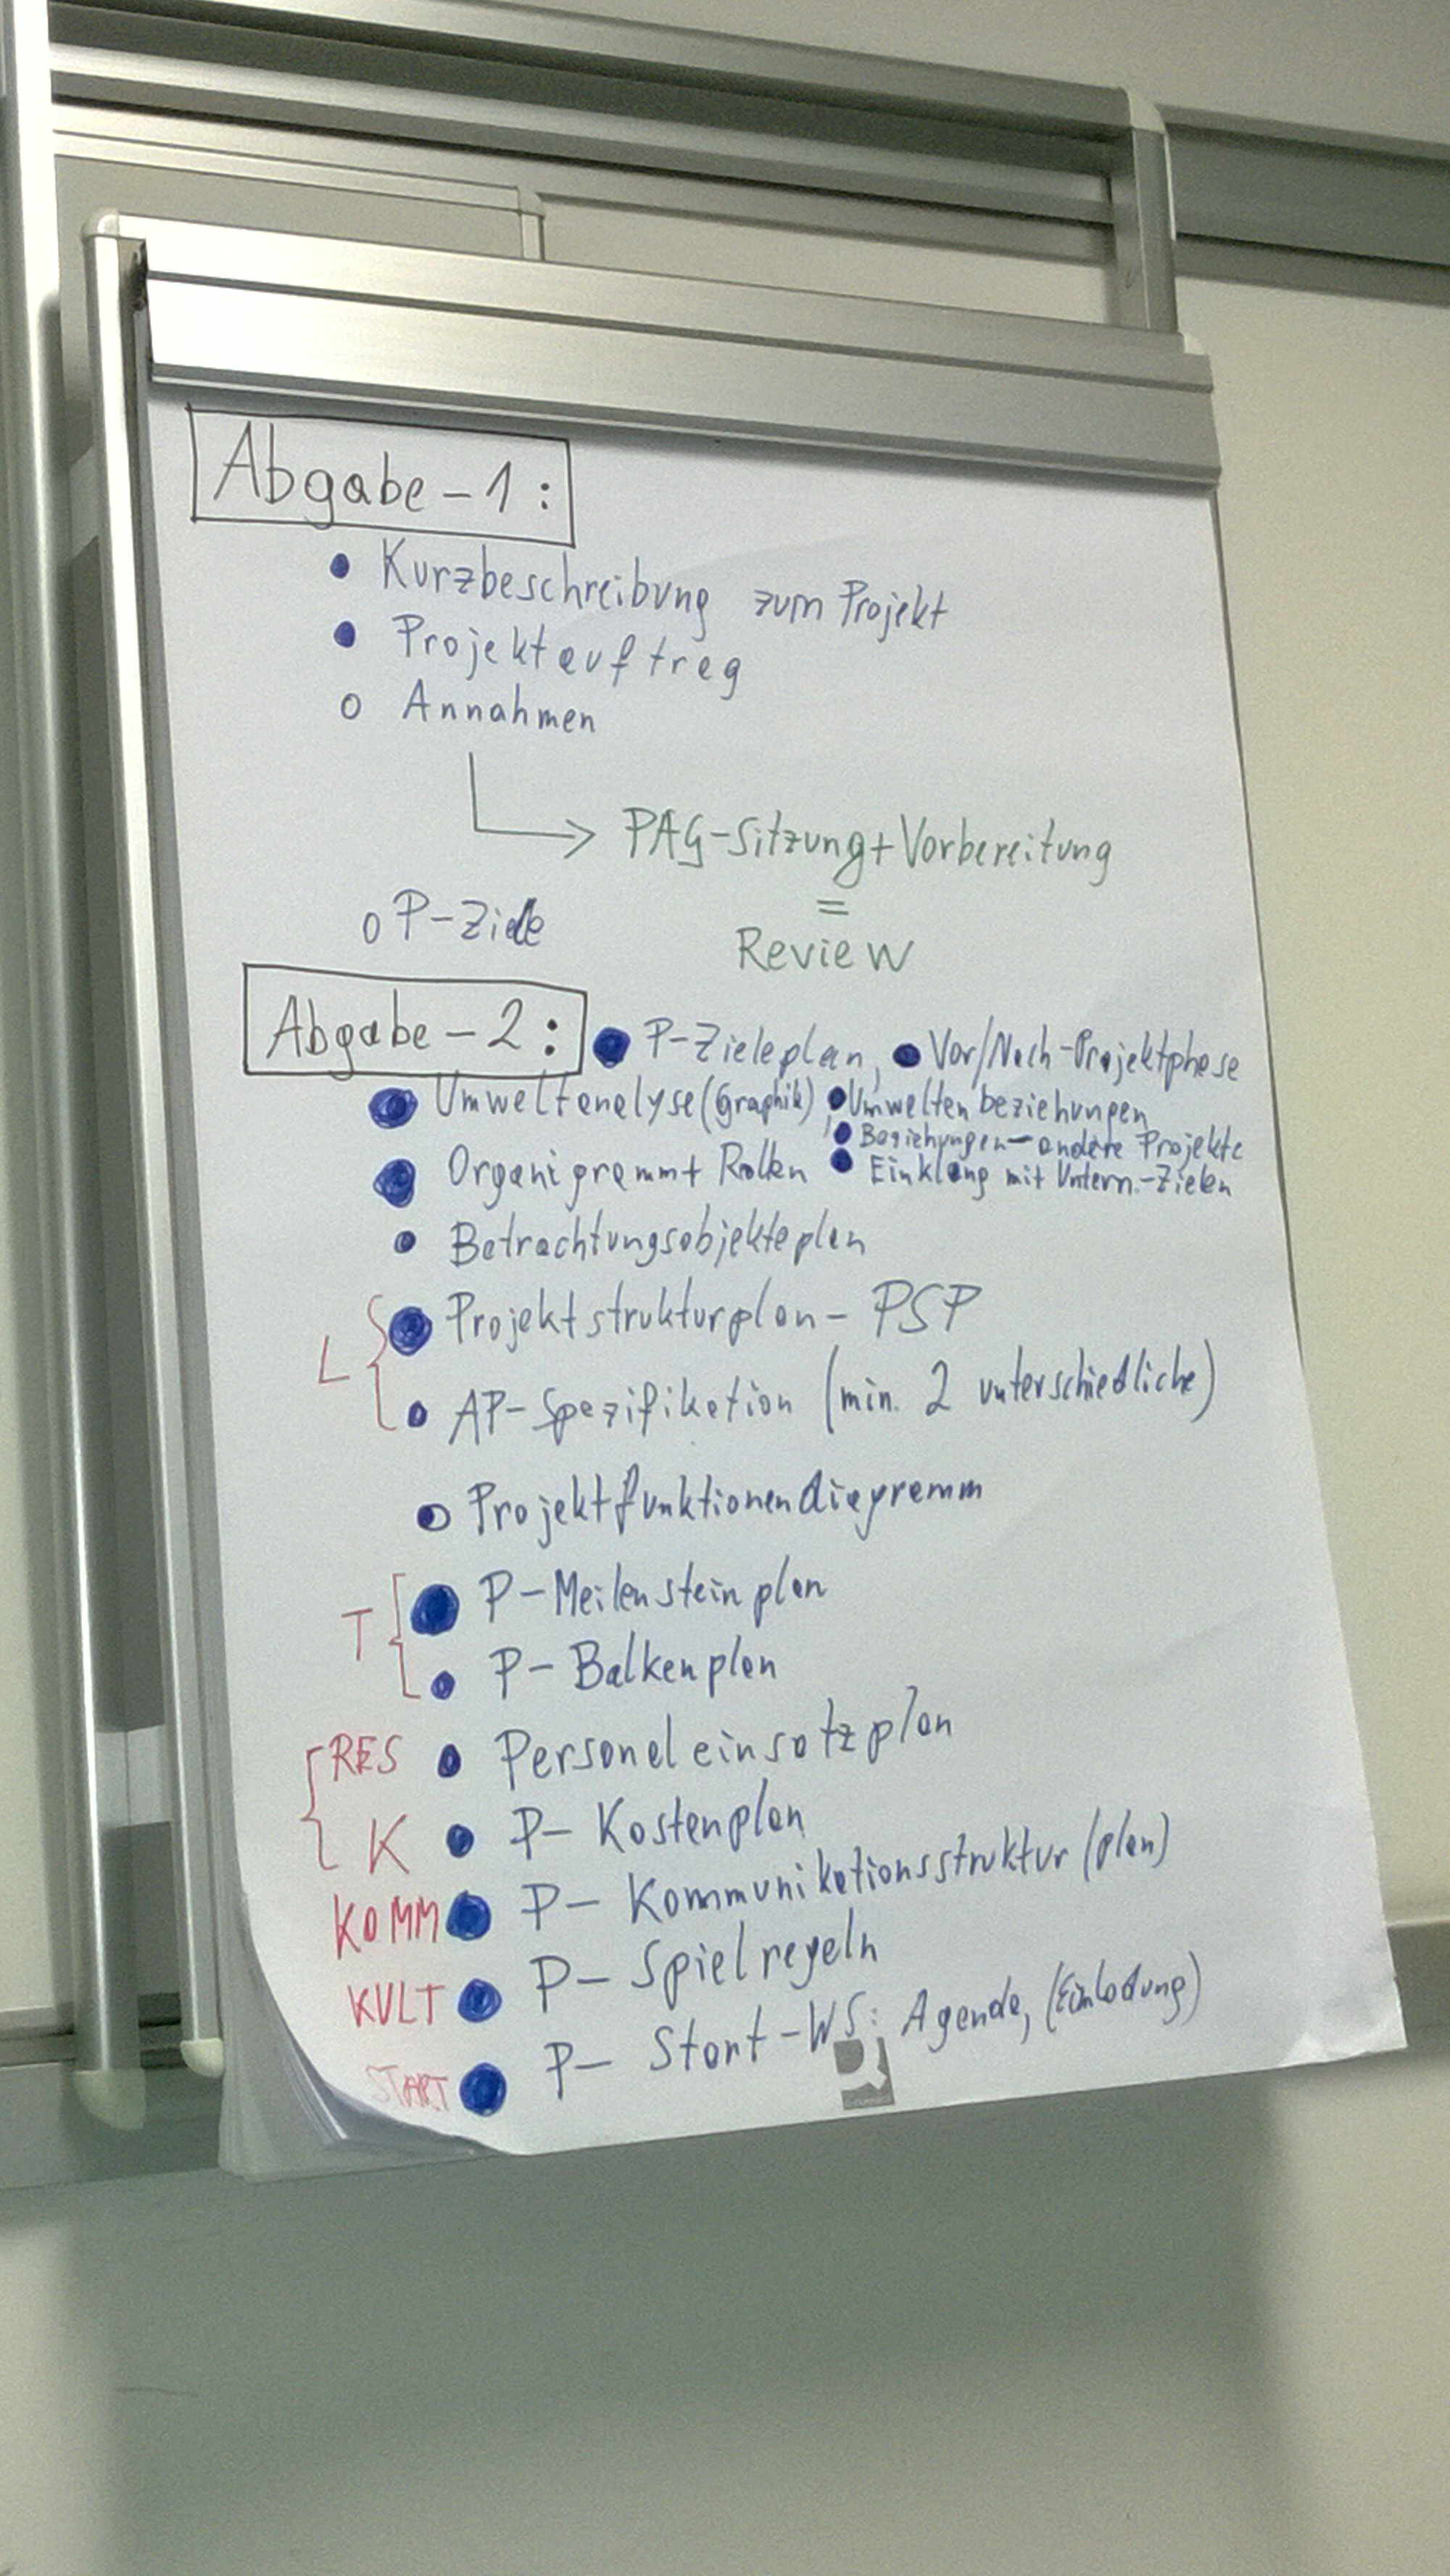 Abgabe-1:
• Kurzbeschreibung zum Projekt
• Projektauftrag
o Annahmen
PAG-Sitzung+Vorbereitung
=
Review
o P-Ziele
Abgabe-2: • P-Zieleplan, • Vor/Nach-Projektphase
• Umweltanalyse (Graphik), • Umweltenbeziehungen
• Beziehungen-andere Projekte
• Organigramm+Rollen • Einklang mit Untern.-Zielen
• Betrachtungsobjekteplan
L • Projektstrukturplan- PSP
• AP-Spezifikation (min. 2 unterschiedliche)
• Projektfunktionendiagramm
T • P-Meilensteinplan
• P-Balkenplan
RES • Personaleinsatzplan
K • P-Kostenplan
KOMM • P-Kommunikationsstruktur (plan)
KULT • P-Spielregeln
START • P-Start-WS: Agenda, (Einladung)